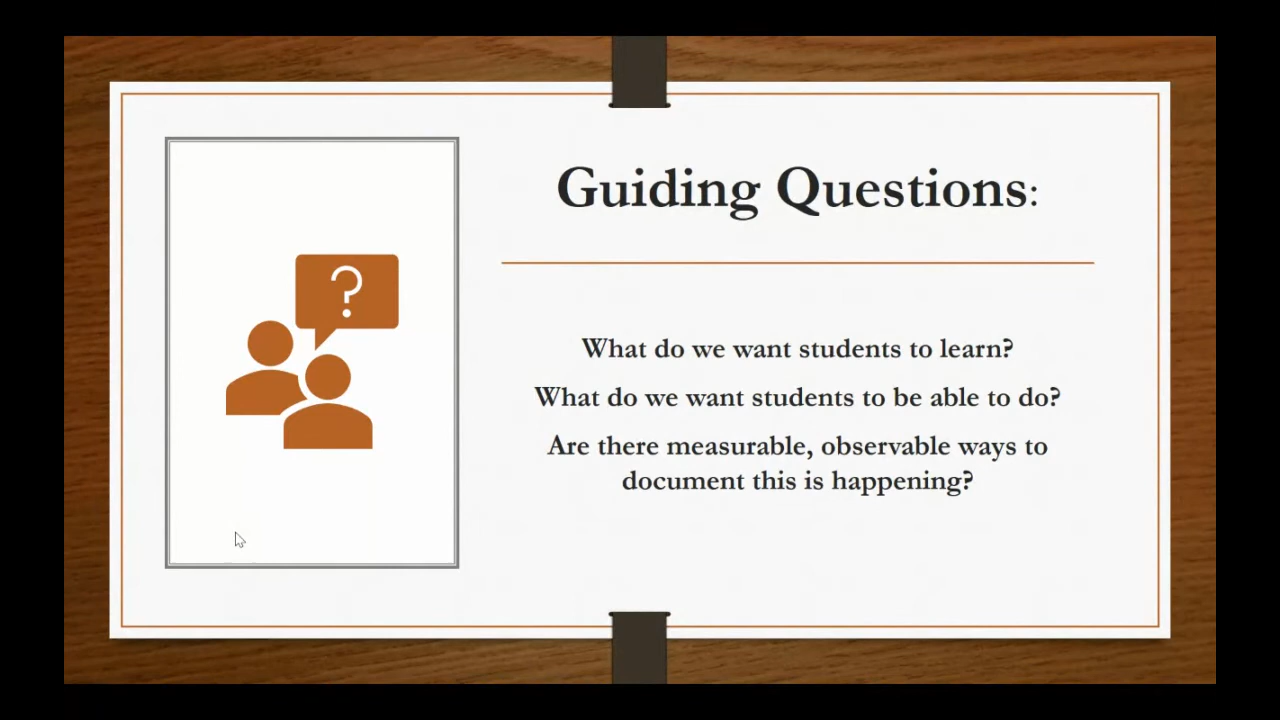 ?
Guiding Questions:
What do we want students to learn?
What do we want students to be able to do?
Are there measurable, observable ways to
document this is happening?